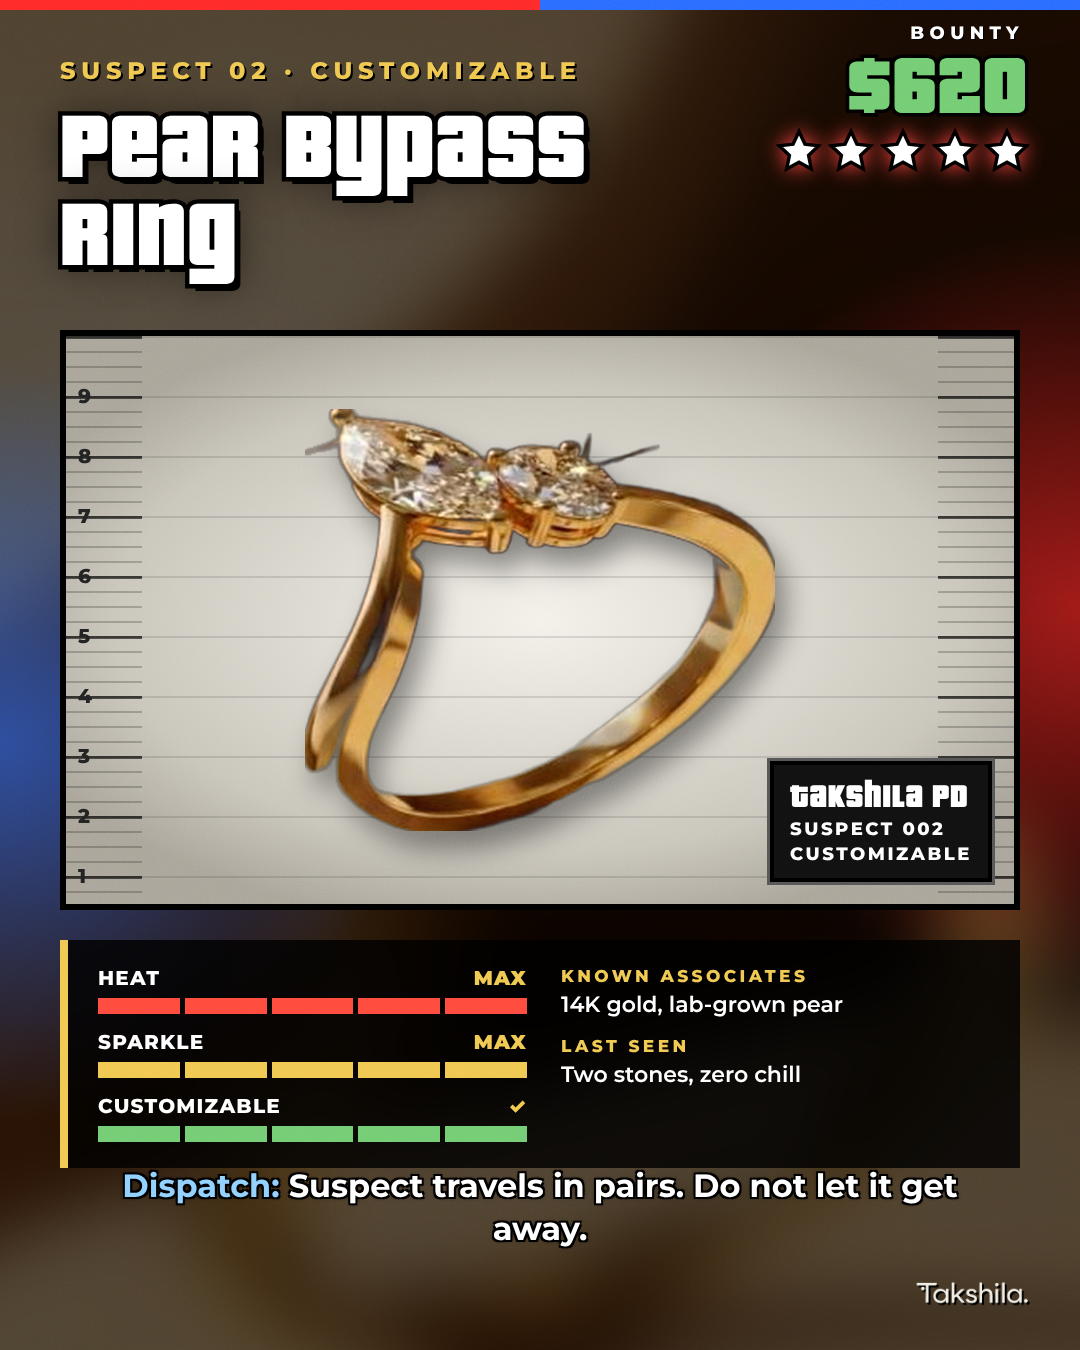 BOUNTY
$620
SUSPECT 02 · CUSTOMIZABLE
Pear Bypass
Ring
9
8
7
6
5
4
3
2
1
takshila PD
SUSPECT 002
CUSTOMIZABLE
HEAT MAX
SPARKLE MAX
CUSTOMIZABLE ✓
KNOWN ASSOCIATES
14K gold, lab-grown pear
LAST SEEN
Two stones, zero chill
Dispatch: Suspect travels in pairs. Do not let it get
away.
Takshila.